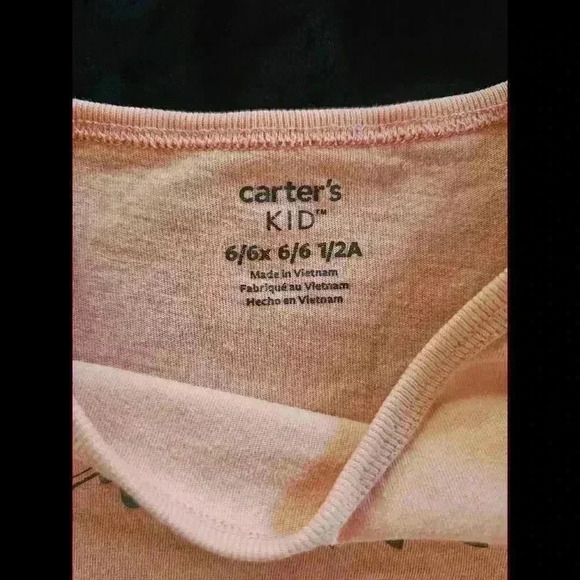 carter's
KID™
6/6x 6/6 1/2A
Made in Vietnam
Fabriqué au Vietnam
Hecho en Vietnam